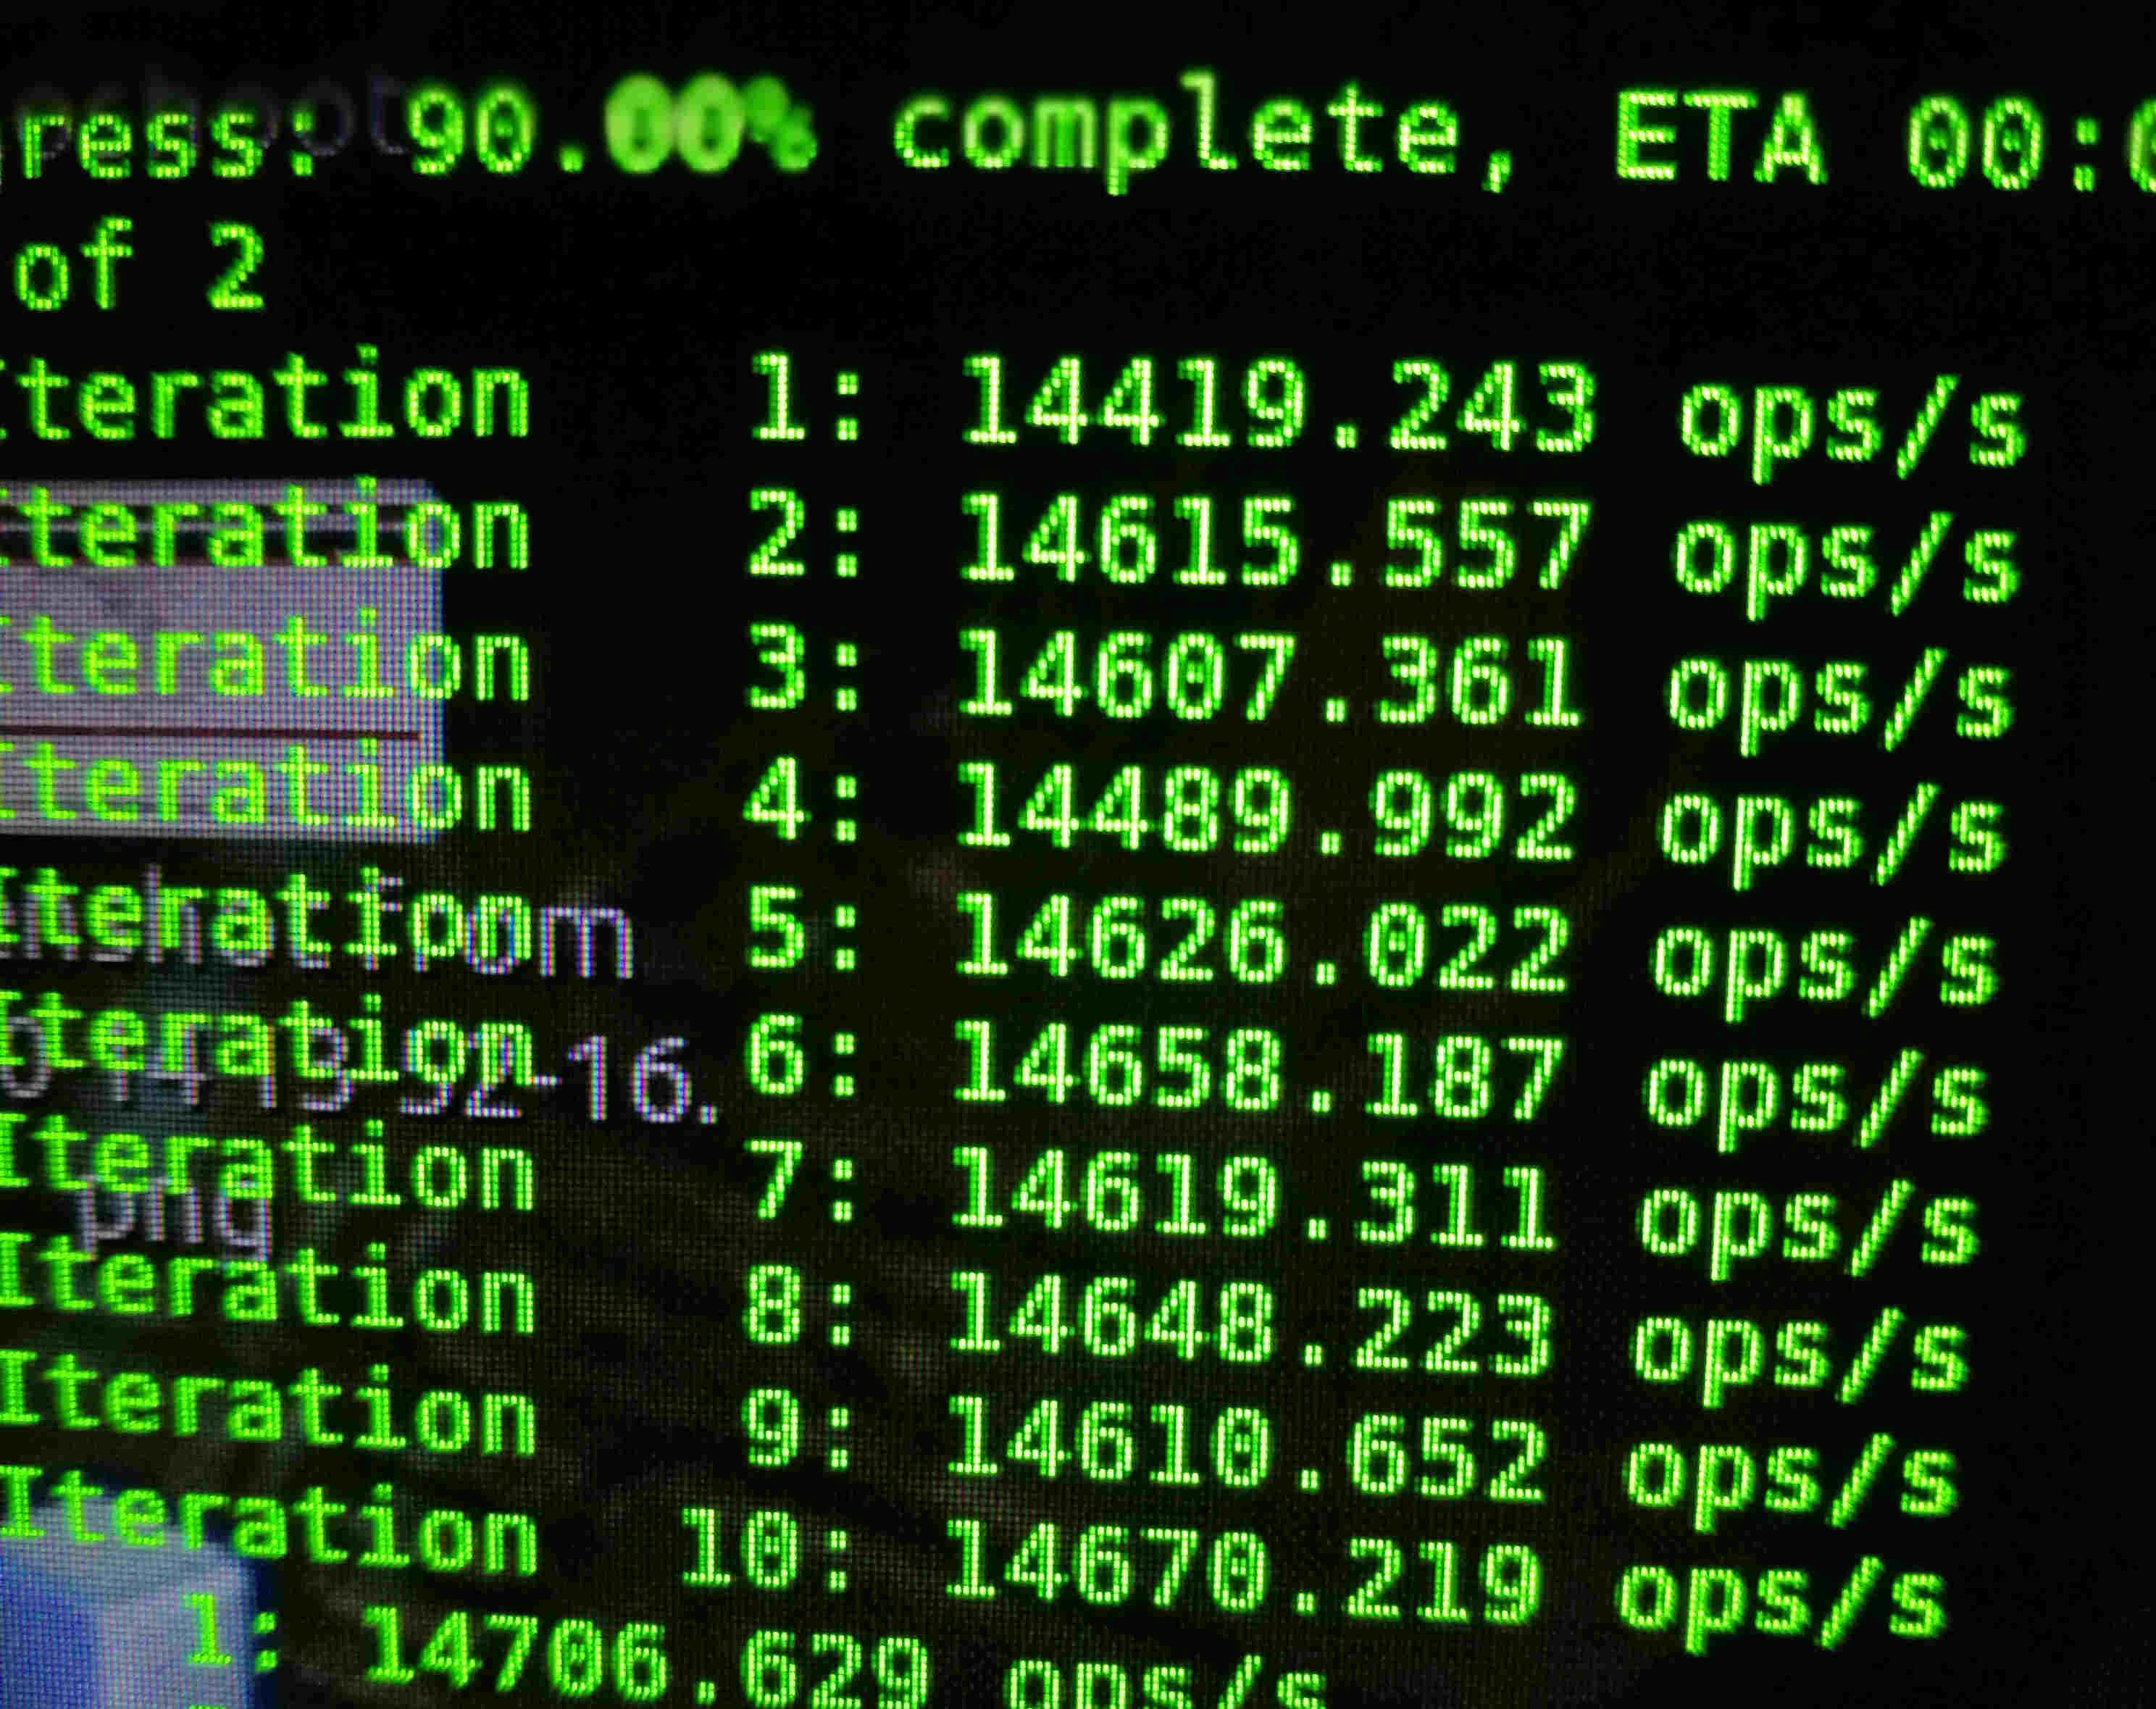 gress: 90.00% complete, ETA 00:0
of 2
Iteration 1: 14419.243 ops/s
Iteration 2: 14615.557 ops/s
Iteration 3: 14607.361 ops/s
Iteration 4: 14489.992 ops/s
Iteration 5: 14626.022 ops/s
from
Iteration 6: 14658.187 ops/s
Iteration 7: 14619.311 ops/s
png
Iteration 8: 14648.223 ops/s
Iteration 9: 14610.652 ops/s
Iteration 10: 14670.219 ops/s
1: 14706.629 ops/s